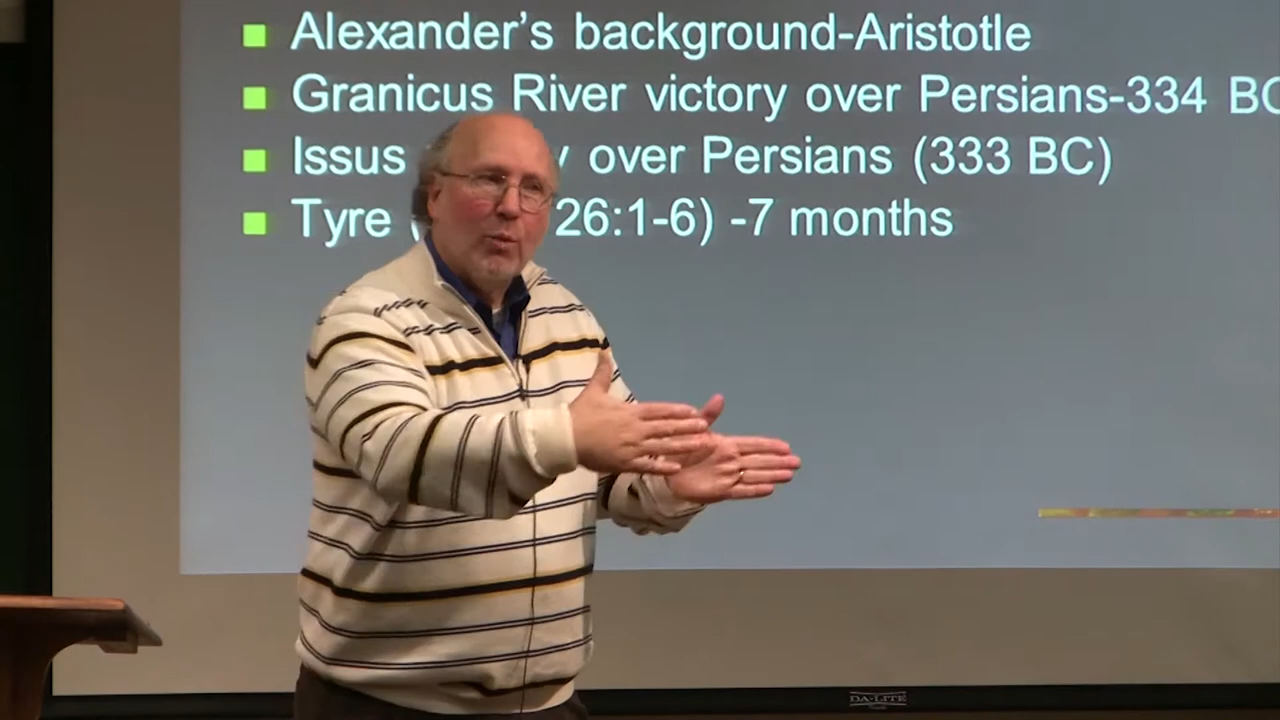 Alexander's background-Aristotle
Granicus River victory over Persians-334 BC
Issus over Persians (333 BC)
Tyre 26:1-6) -7 months
DA-LITE